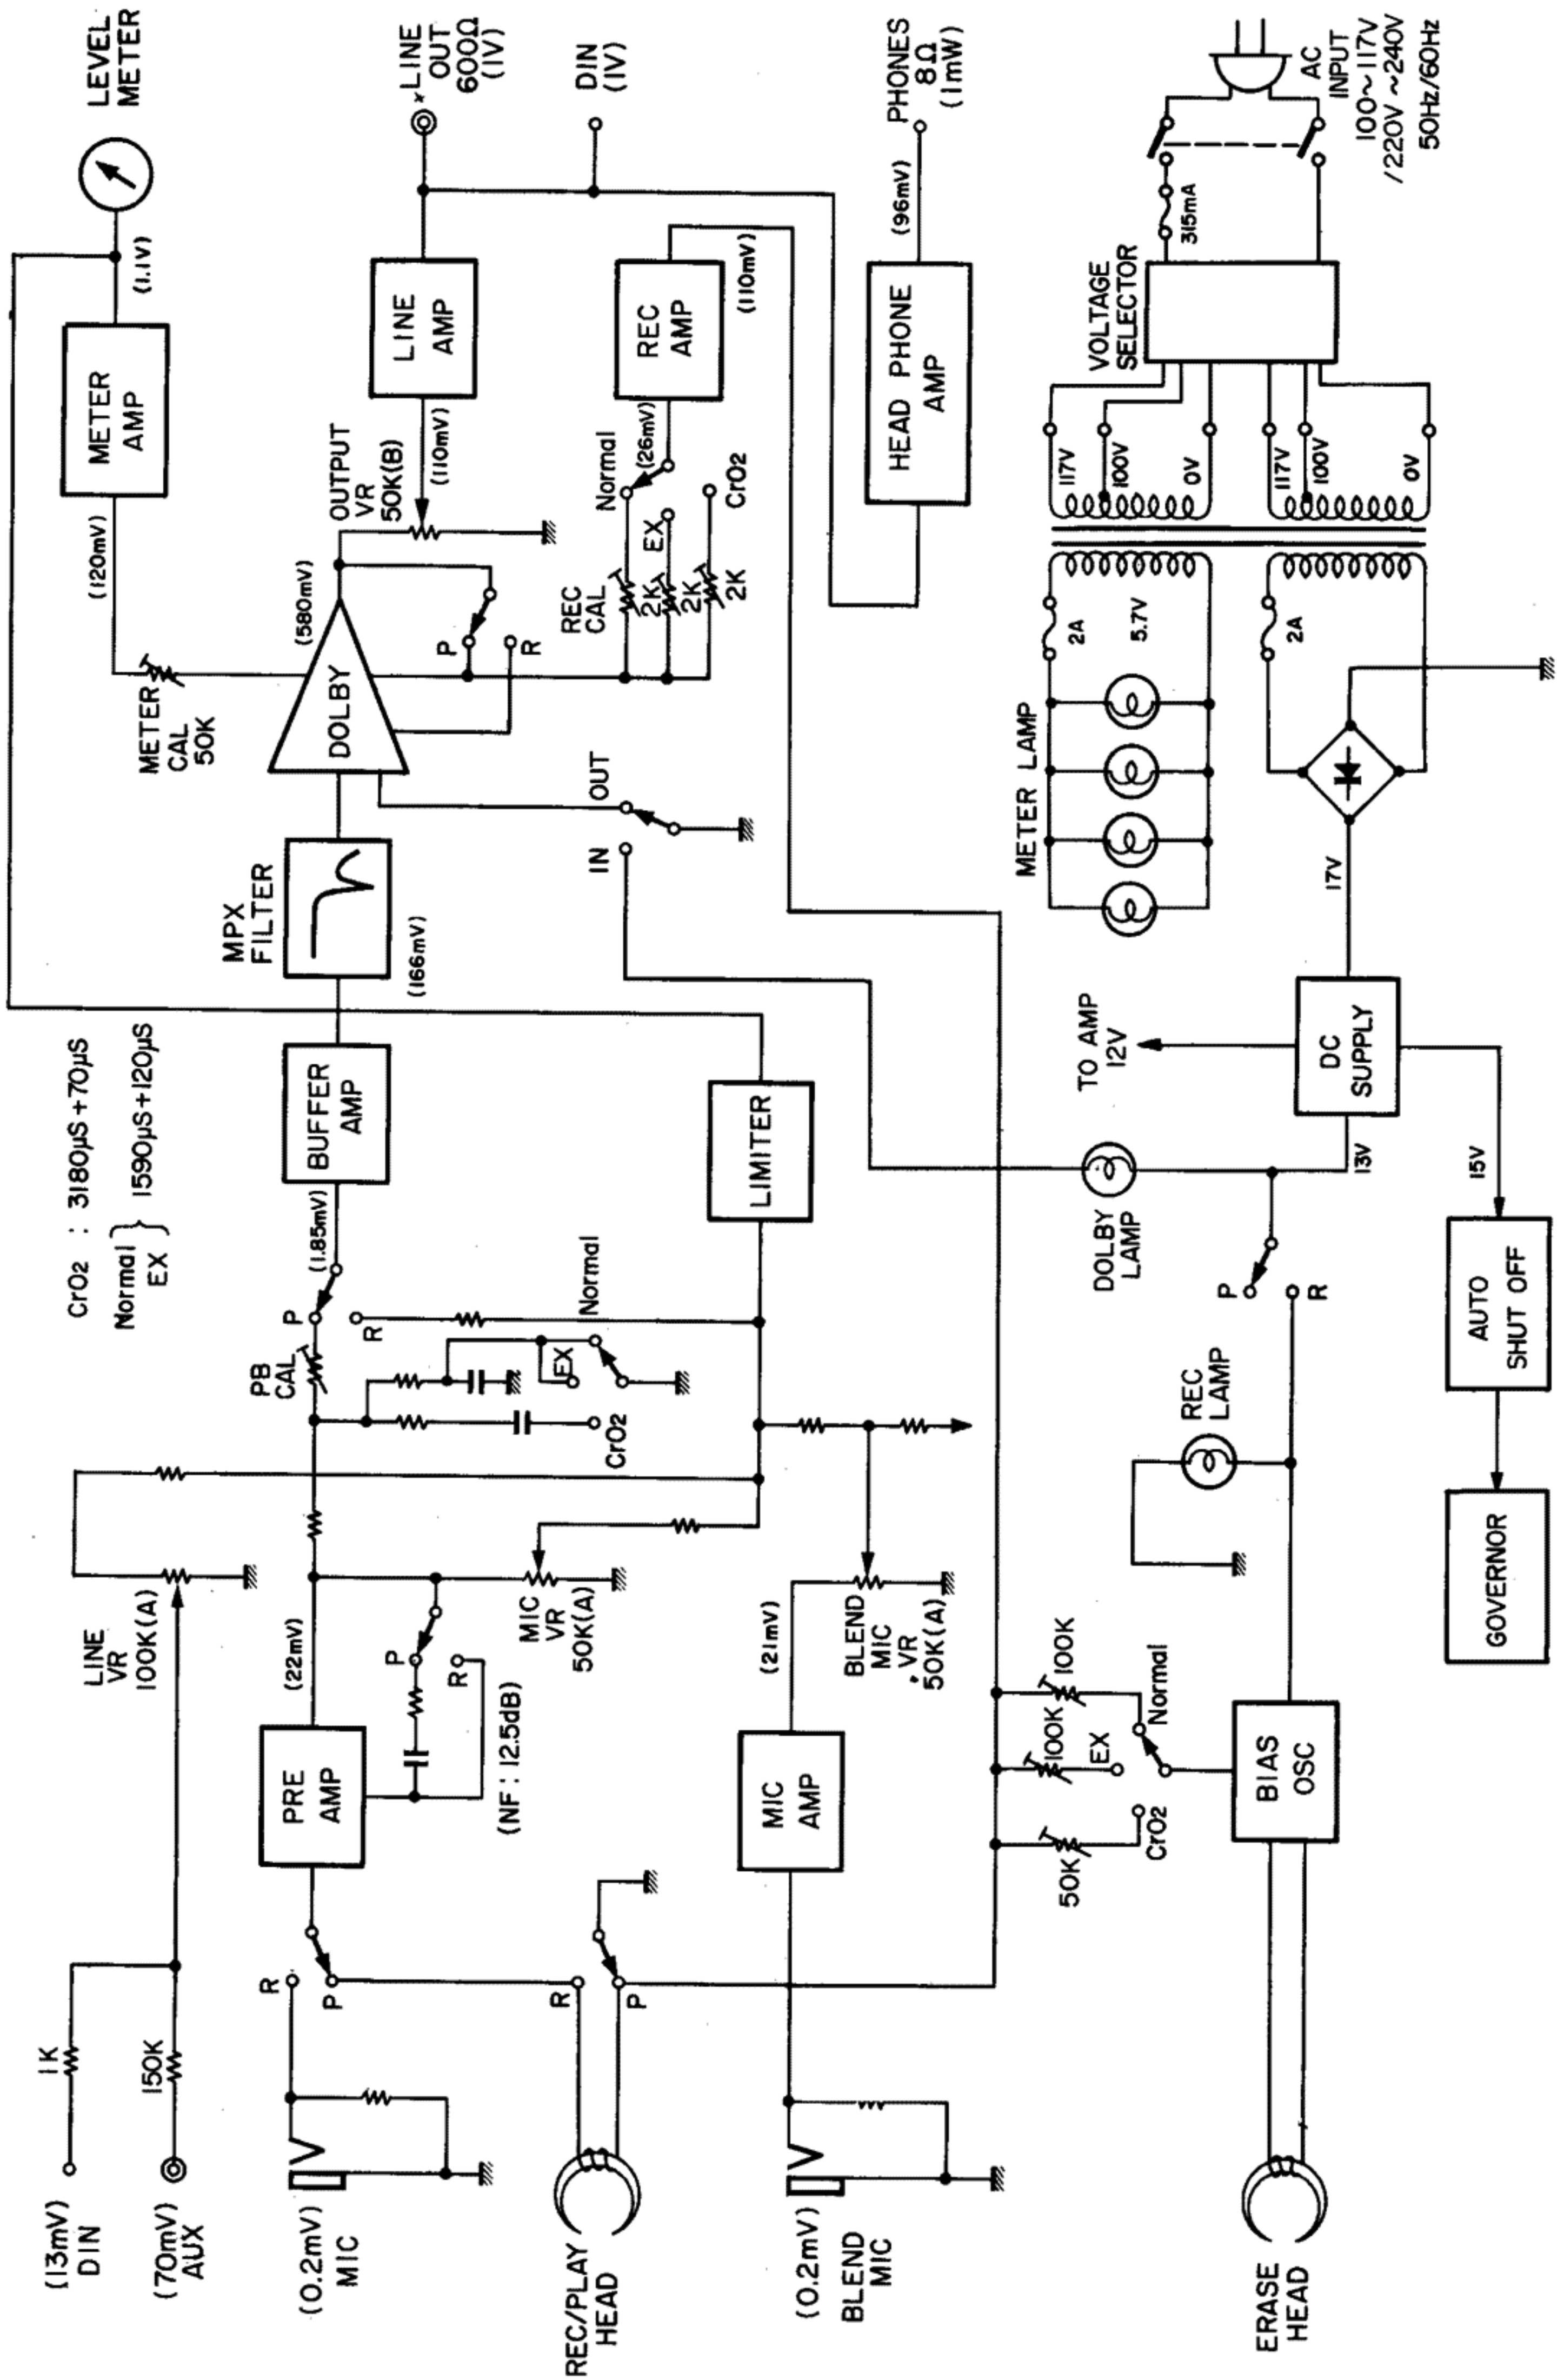 (13mV)
DIN
1K
(70mV)
AUX
150K
LINE
VR
100K(A)
CrO2 : 3180μS+70μS
Normal
EX
} 1590μS+120μS
METER
CAL
50K
(120mV)
METER
AMP
(1.1V)
LEVEL
METER
(0.2mV)
MIC
R
P
PRE
AMP
(22mV)
P
R
(NF : 12.5dB)
MIC
VR
50K(A)
PB
CAL
P
R
(1.85mV)
BUFFER
AMP
MPX
FILTER
(166mV)
DOLBY
(580mV)
P
R
OUTPUT
VR
50K(B)
(110mV)
LINE
AMP
LINE
OUT
600Ω
(1V)
DIN
(1V)
REC/PLAY
HEAD
R
P
CrO2
EX
Normal
IN
OUT
REC
CAL
2K
2K
2K
Normal
EX
CrO2
(26mV)
REC
AMP
(110mV)
(0.2mV)
BLEND
MIC
MIC
AMP
(21mV)
BLEND
MIC
VR
50K(A)
LIMITER
HEAD PHONE
AMP
(96mV)
PHONES
8Ω
(1mW)
50K
100K
100K
CrO2
EX
Normal
ERASE
HEAD
BIAS
OSC
REC
LAMP
P
R
DOLBY
LAMP
TO AMP
12V
13V
DC
SUPPLY
17V
15V
AUTO
SHUT OFF
GOVERNOR
METER LAMP
2A
5.7V
2A
117V
100V
0V
117V
100V
0V
VOLTAGE
SELECTOR
315mA
AC
INPUT
100~117V
/220V~240V
50Hz/60Hz